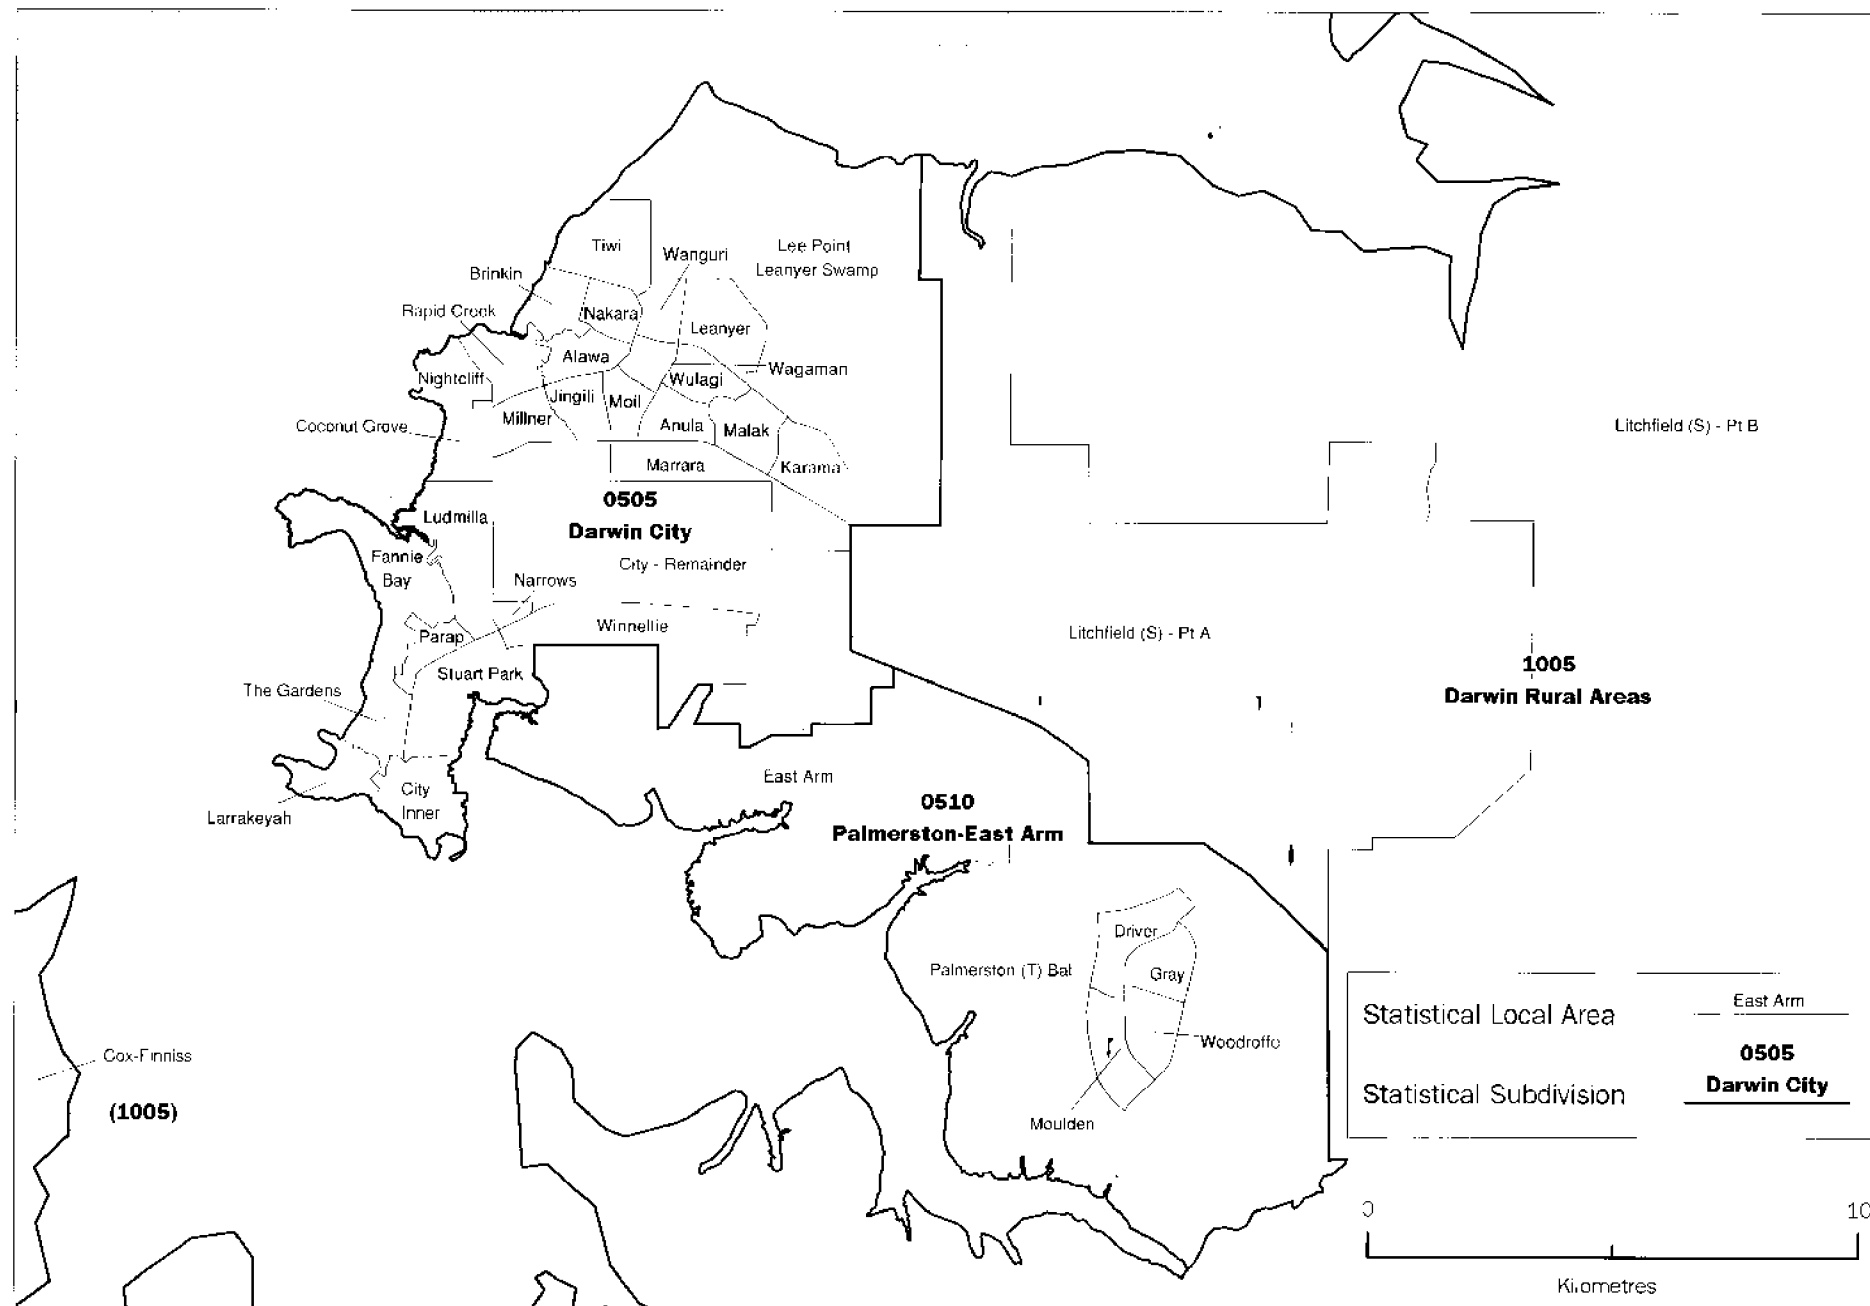 Tiwi
Wanguri
Lee Point
Leanyer Swamp
Brinkin
Rapid Creek
Nakara
Leanyer
Alawa
Wagaman
Nightcliff
Wulagi
Jingili
Moil
Millner
Coconut Grove
Anula
Malak
Litchfield (S) - Pt B
Marrara
Karama
0505
Darwin City
Ludmilla
Fannie
Bay
City - Remainder
Narrows
Winnellie
Parap
Litchfield (S) - Pt A
Stuart Park
1005
Darwin Rural Areas
The Gardens
East Arm
City
Inner
Larrakeyah
0510
Palmerston-East Arm
Driver
Palmerston (T) Bal
Gray
Woodroffe
Moulden
Cox-Finniss
(1005)
Statistical Local Area
East Arm
0505
Darwin City
Statistical Subdivision
0
10
Kilometres